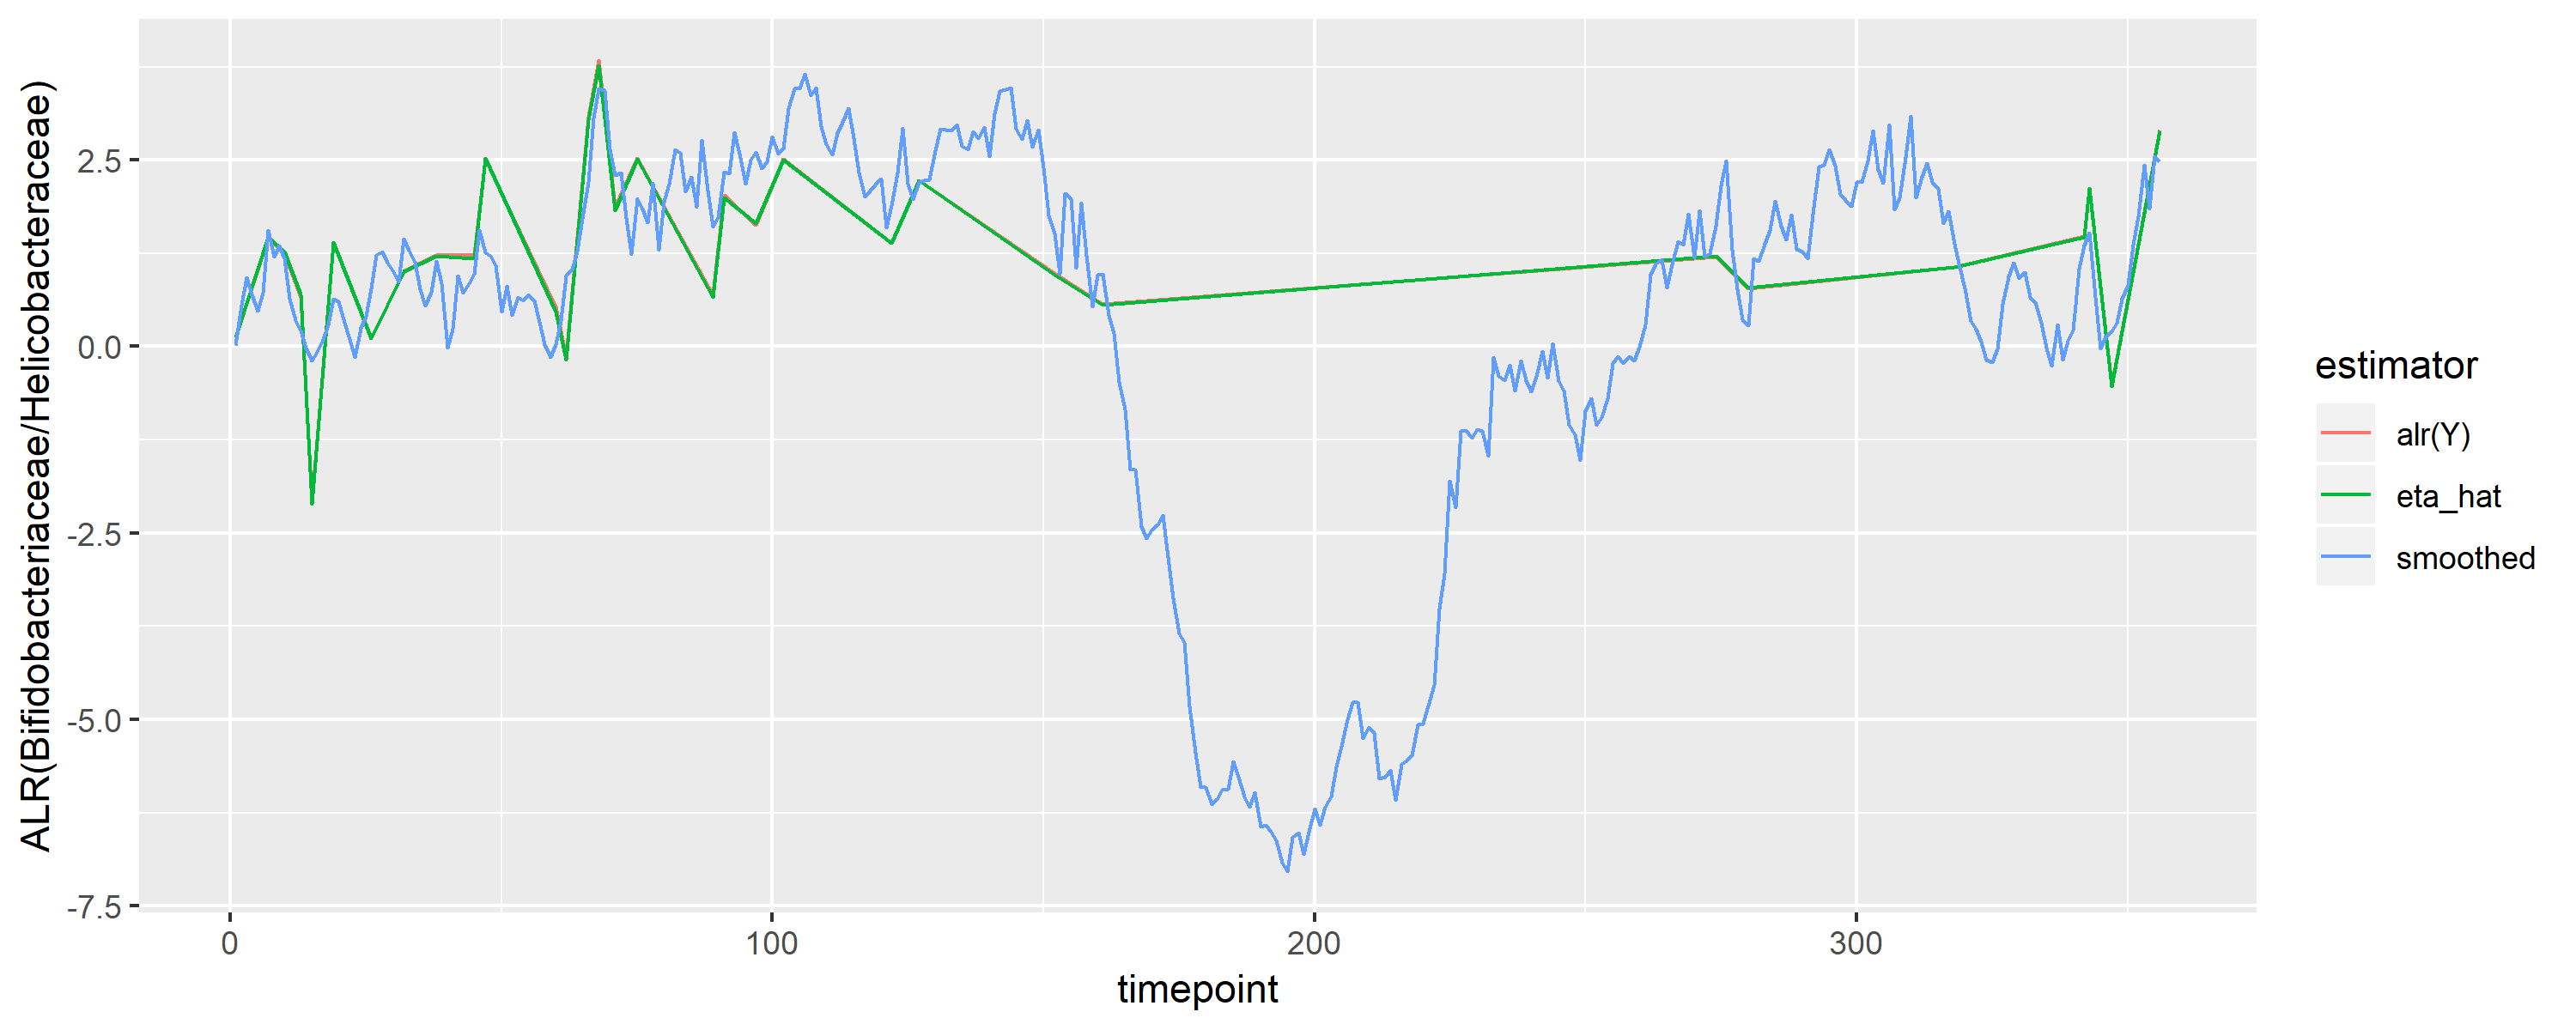 ALR(Bifidobacteriaceae/Helicobacteraceae)
2.5
0.0
-2.5
-5.0
-7.5
0
100
200
300
timepoint
estimator
alr(Y)
eta_hat
smoothed